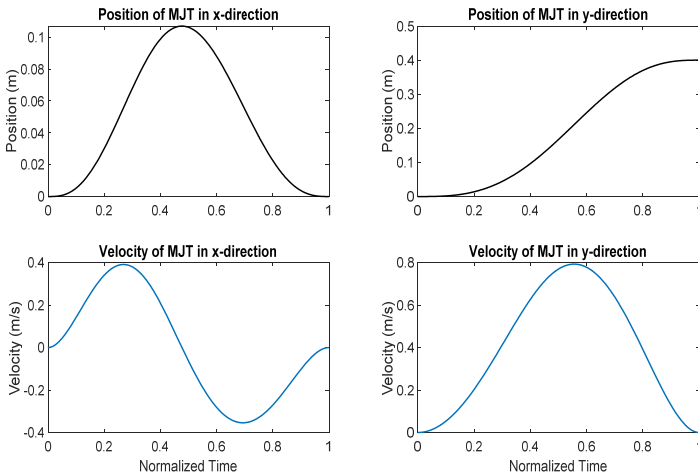 Position of MJT in x-direction
Position (m)
0.1
0.08
0.06
0.04
0.02
0
0 0.2 0.4 0.6 0.8 1
Position of MJT in y-direction
Position (m)
0.5
0.4
0.3
0.2
0.1
0
0 0.2 0.4 0.6 0.8 1
Velocity of MJT in x-direction
Velocity (m/s)
0.4
0.2
0
-0.2
-0.4
0 0.2 0.4 0.6 0.8 1
Normalized Time
Velocity of MJT in y-direction
Velocity (m/s)
0.8
0.6
0.4
0.2
0
0 0.2 0.4 0.6 0.8 1
Normalized Time